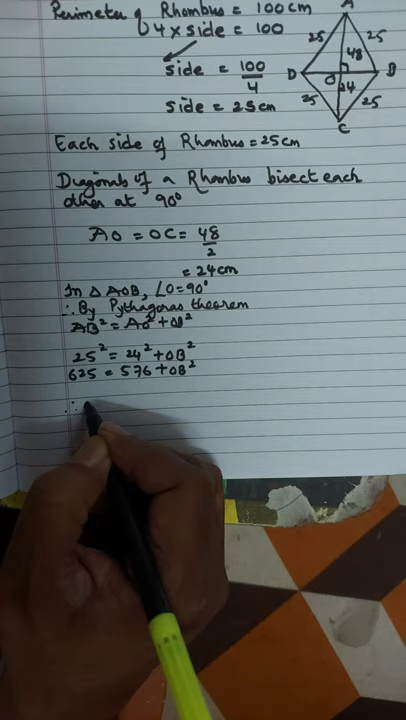 Perimeter of Rhombus = 100cm
4 x side = 100
side = 100/4
side = 25cm
A
25
25
48
D
O
B
24
25
25
C
Each side of Rhombus = 25cm
Diagonals of a Rhombus bisect each
other at 90°
AO = OC = 48/2
= 24cm
In △ AOB, ∠O = 90°
∴ By Pythagoras theorem
AB² = AO² + OB²
25² = 24² + OB²
625 = 576 + OB²
∴